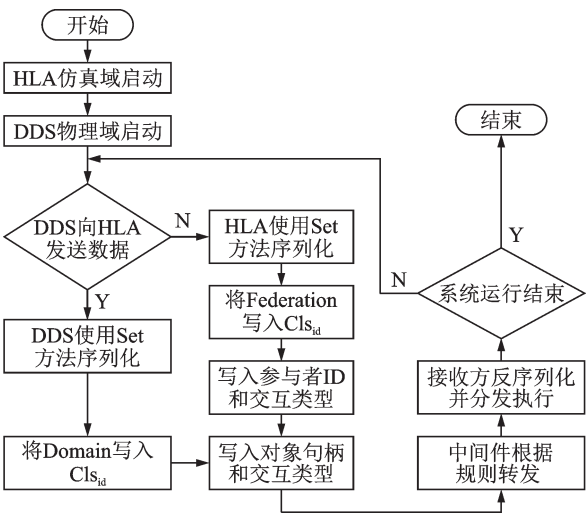 开始
HLA仿真域启动
DDS物理域启动
DDS向HLA
发送数据
N
Y
DDS使用Set
方法序列化
将Domain写入
Clsid
HLA使用Set
方法序列化
将Federation
写入Clsid
写入参与者ID
和交互类型
写入对象句柄
和交互类型
中间件根据
规则转发
接收方反序列化
并分发执行
系统运行结束
N
Y
结束